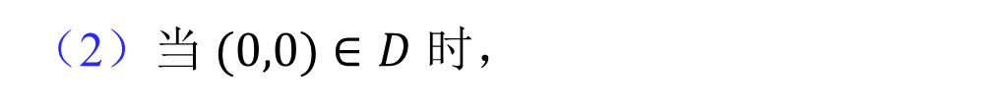 （2）当 (0,0) ∈ D 时，